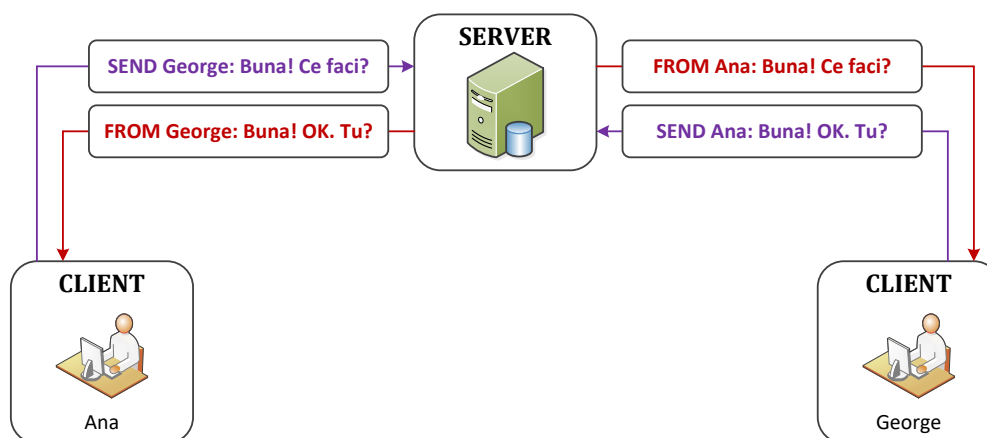 SERVER
SEND George: Buna! Ce faci?
FROM Ana: Buna! Ce faci?
FROM George: Buna! OK. Tu?
SEND Ana: Buna! OK. Tu?
CLIENT
Ana
CLIENT
George